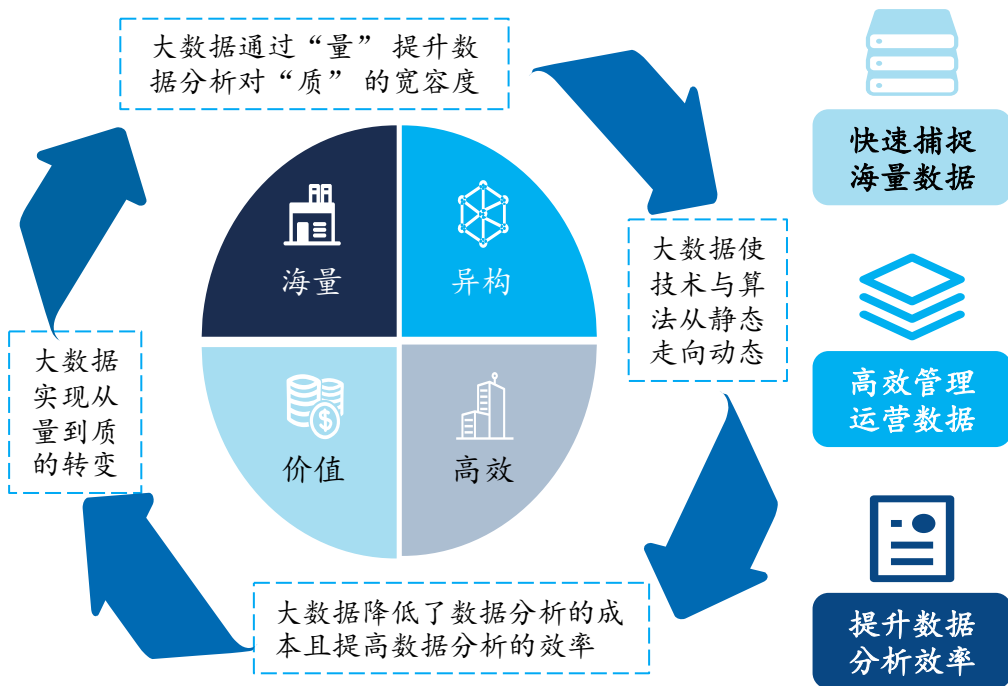 大数据通过“量” 提升数
据分析对“质” 的宽容度
海量
异构
价值
高效
大数据使
技术与算
法从静态
走向动态
大数据降低了数据分析的成
本且提高数据分析的效率
大数据
实现从
量到质
的转变
快速捕捉
海量数据
高效管理
运营数据
提升数据
分析效率